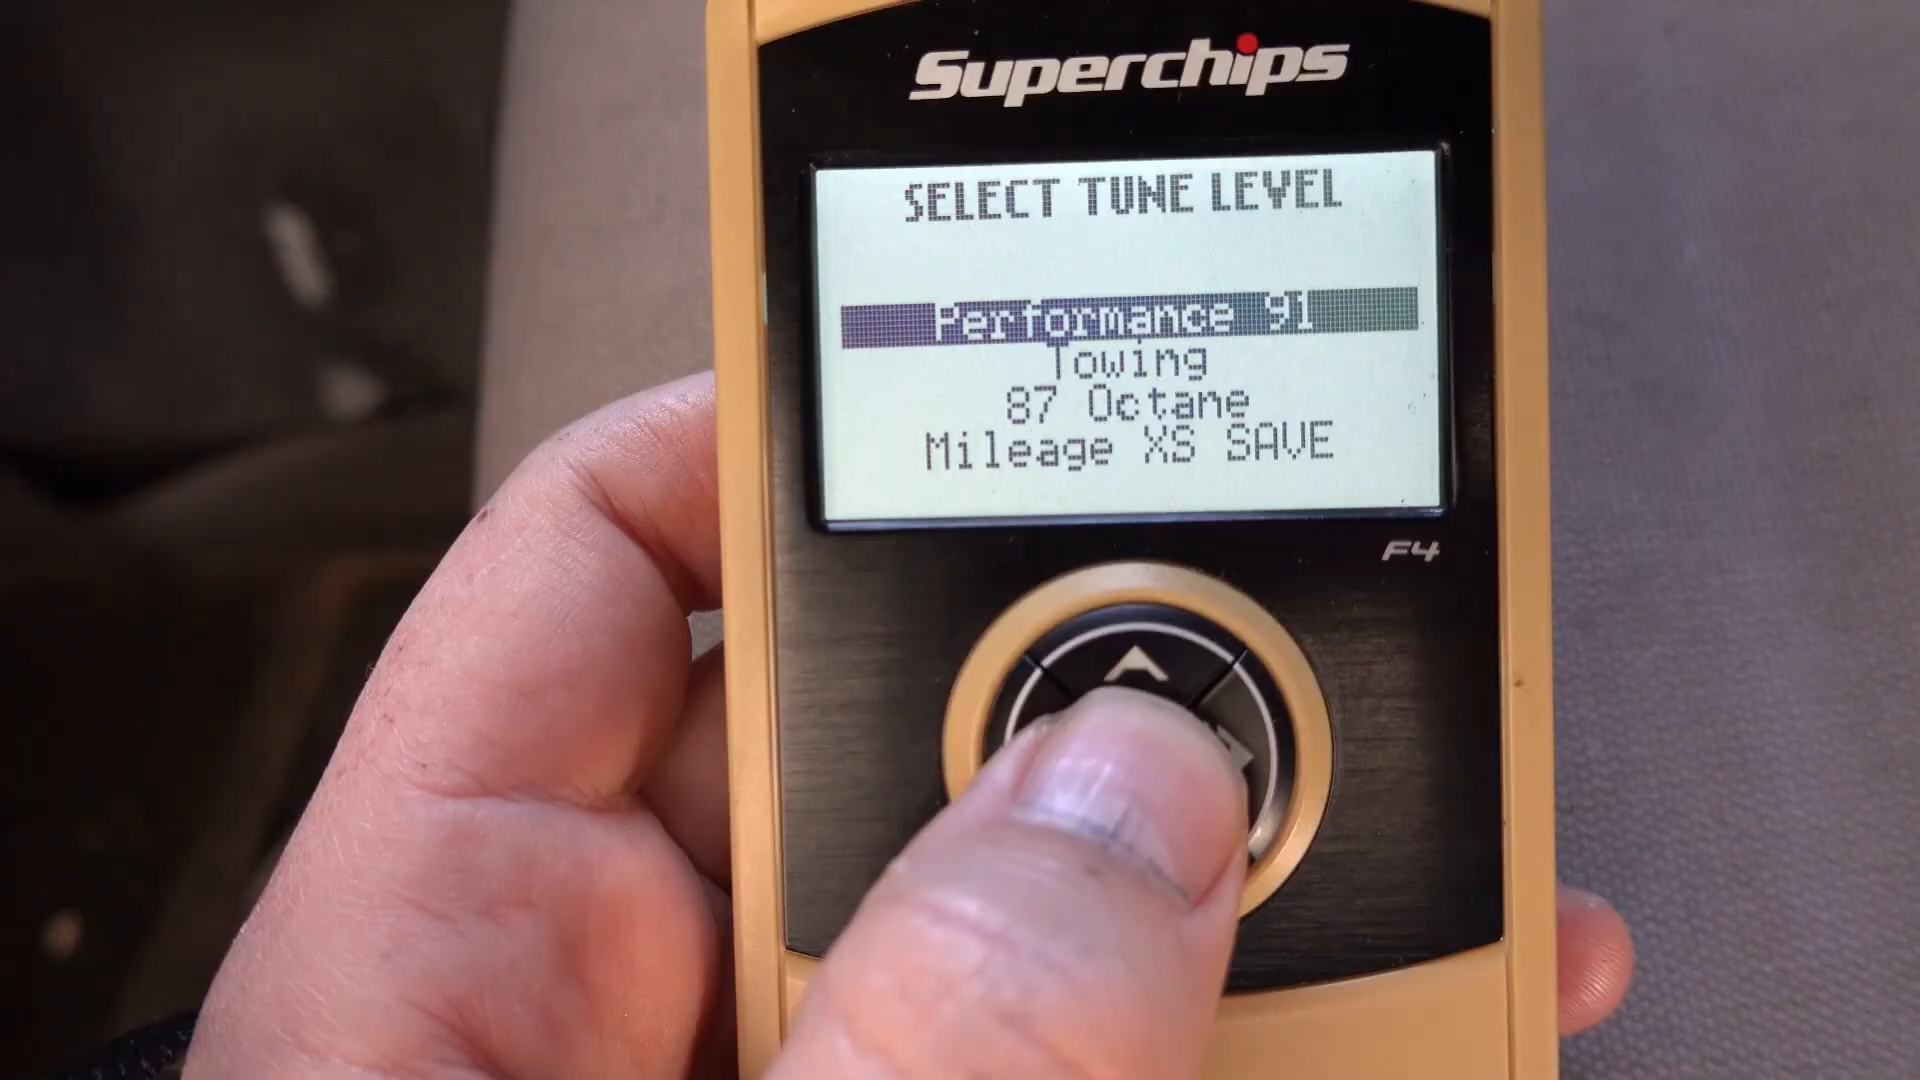 Superchips
SELECT TUNE LEVEL
Performance 91
Towing
87 Octane
Mileage XS SAVE
F4